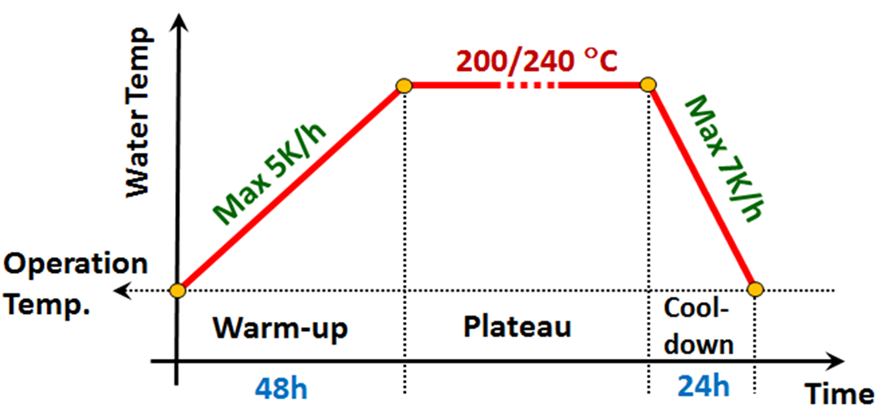 200/240 °C
Water Temp
Max 5K/h
Max 7K/h
Operation
Temp.
Warm-up
Plateau
Cool-
down
48h
24h
Time